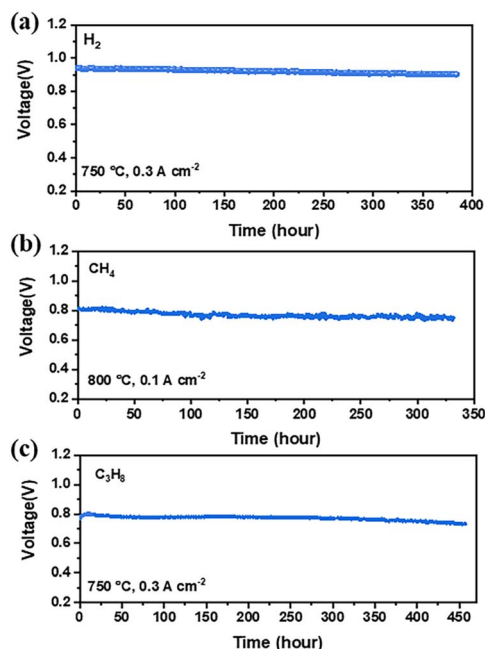 (a)
H₂
Voltage(V)
1.2
1.0
0.8
0.6
0.4
0.2
750 °C, 0.3 A cm⁻²
0 50 100 150 200 250 300 350 400
Time (hour)
(b)
CH₄
Voltage(V)
1.2
1.0
0.8
0.6
0.4
0.2
800 °C, 0.1 A cm⁻²
0 50 100 150 200 250 300 350
Time (hour)
(c)
C₃H₈
Voltage(V)
1.2
1.0
0.8
0.6
0.4
0.2
750 °C, 0.3 A cm⁻²
0 50 100 150 200 250 300 350 400 450
Time (hour)